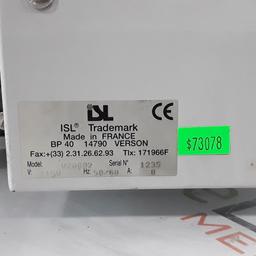 ISL
CE
ISL® Trademark
Made in FRANCE
BP 40 14790 VERSON
Fax:+(33) 2.31.26.62.93 Tlx: 171966F
Model: Serial N° 1235
V: Hz: 50/60 A: 8
$73078
ME